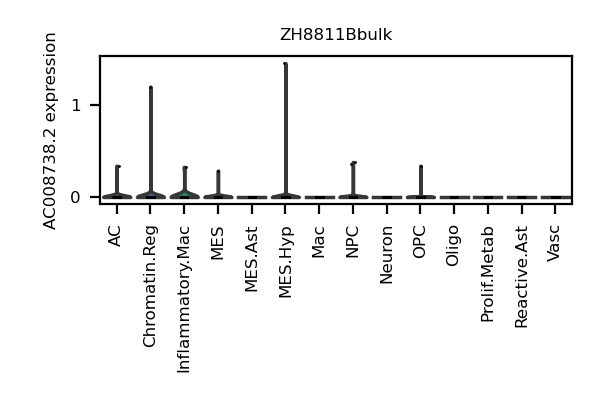 ZH8811Bbulk
AC008738.2 expression
1
0
AC
Chromatin.Reg
Inflammatory.Mac
MES
MES.Ast
MES.Hyp
Mac
NPC
Neuron
OPC
Oligo
Prolif.Metab
Reactive.Ast
Vasc